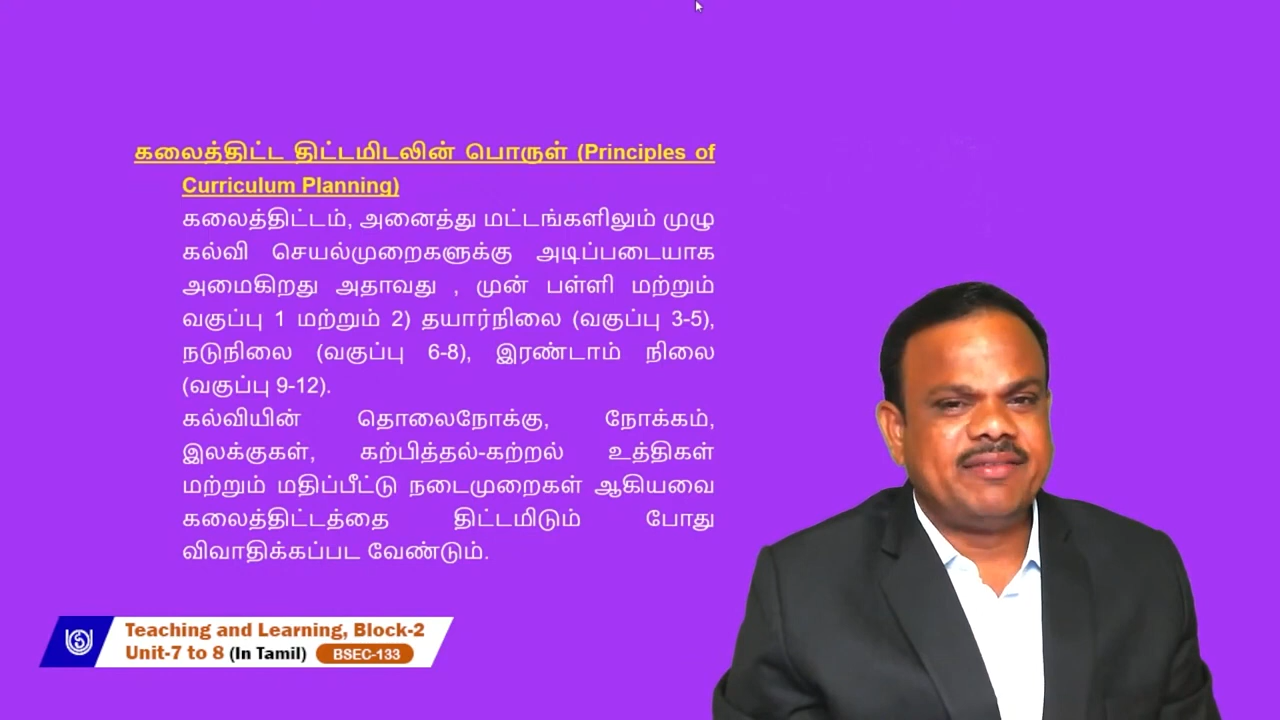 கலைத்திட்ட திட்டமிடலின் பொருள் (Principles of
Curriculum Planning)
கலைத்திட்டம், அனைத்து மட்டங்களிலும் முழு
கல்வி செயல்முறைகளுக்கு அடிப்படையாக
அமைகிறது அதாவது , முன் பள்ளி மற்றும்
வகுப்பு 1 மற்றும் 2) தயார்நிலை (வகுப்பு 3-5),
நடுநிலை (வகுப்பு 6-8), இரண்டாம் நிலை
(வகுப்பு 9-12).
கல்வியின் தொலைநோக்கு, நோக்கம்,
இலக்குகள், கற்பித்தல்-கற்றல் உத்திகள்
மற்றும் மதிப்பீட்டு நடைமுறைகள் ஆகியவை
கலைத்திட்டத்தை திட்டமிடும் போது
விவாதிக்கப்பட வேண்டும்.
Teaching and Learning, Block-2
Unit-7 to 8 (In Tamil) BSEC-133